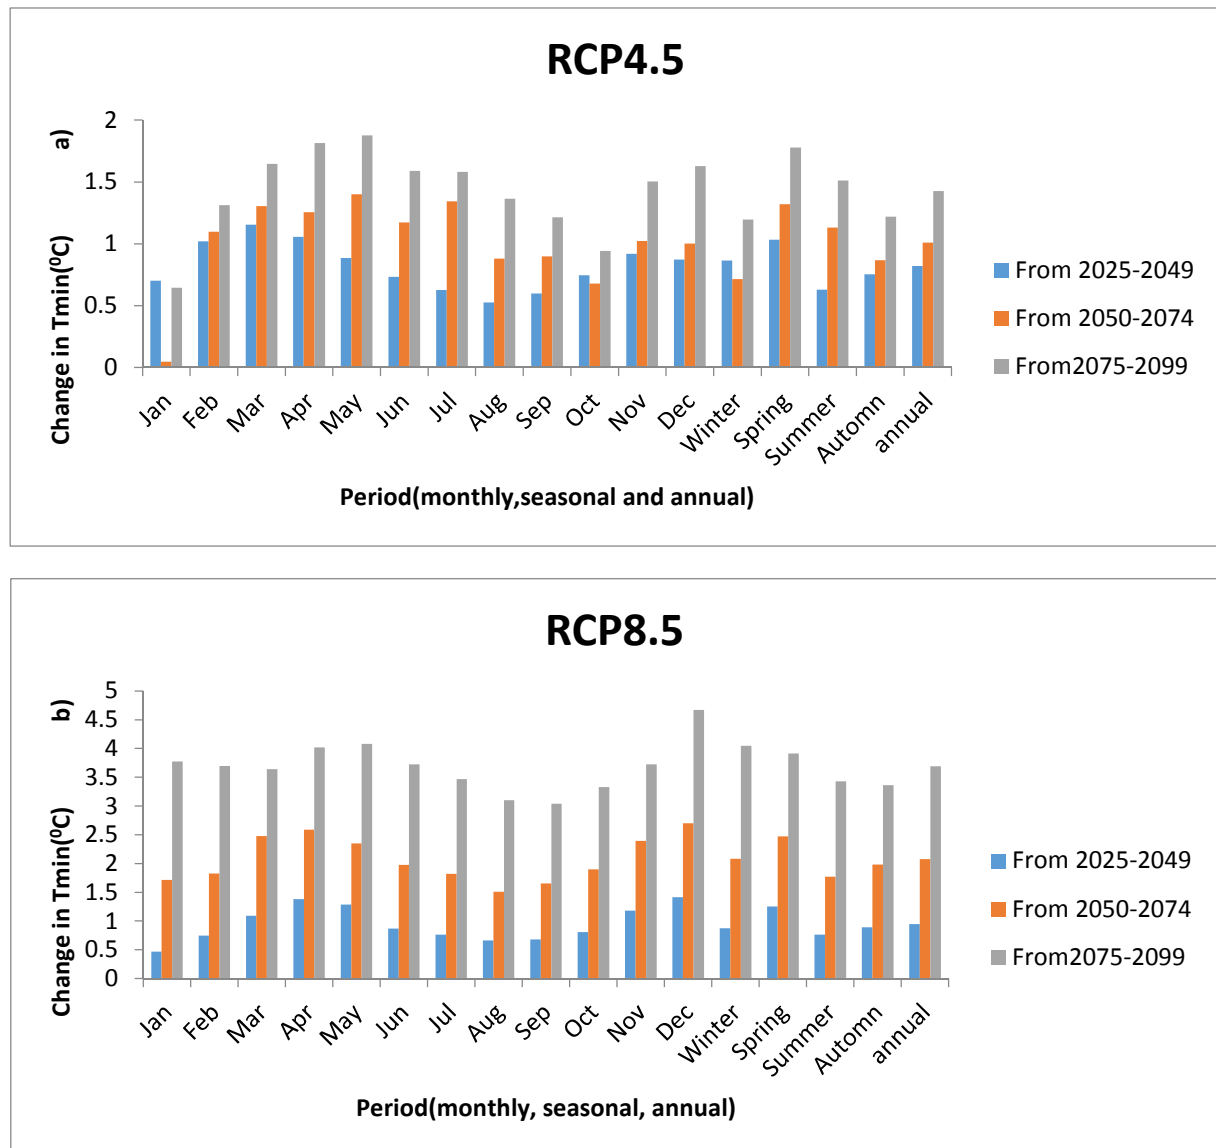 RCP4.5
a)
Change in Tmin(⁰C)
2
1.5
1
0.5
0
Jan
Feb
Mar
Apr
May
Jun
Jul
Aug
Sep
Oct
Nov
Dec
Winter
Spring
Summer
Automn
annual
Period(monthly,seasonal and annual)
From 2025-2049
From 2050-2074
From2075-2099
RCP8.5
b)
Change in Tmin(⁰C)
5
4.5
4
3.5
3
2.5
2
1.5
1
0.5
0
Jan
Feb
Mar
Apr
May
Jun
Jul
Aug
Sep
Oct
Nov
Dec
Winter
Spring
Summer
Automn
annual
Period(monthly, seasonal, annual)
From 2025-2049
From 2050-2074
From2075-2099